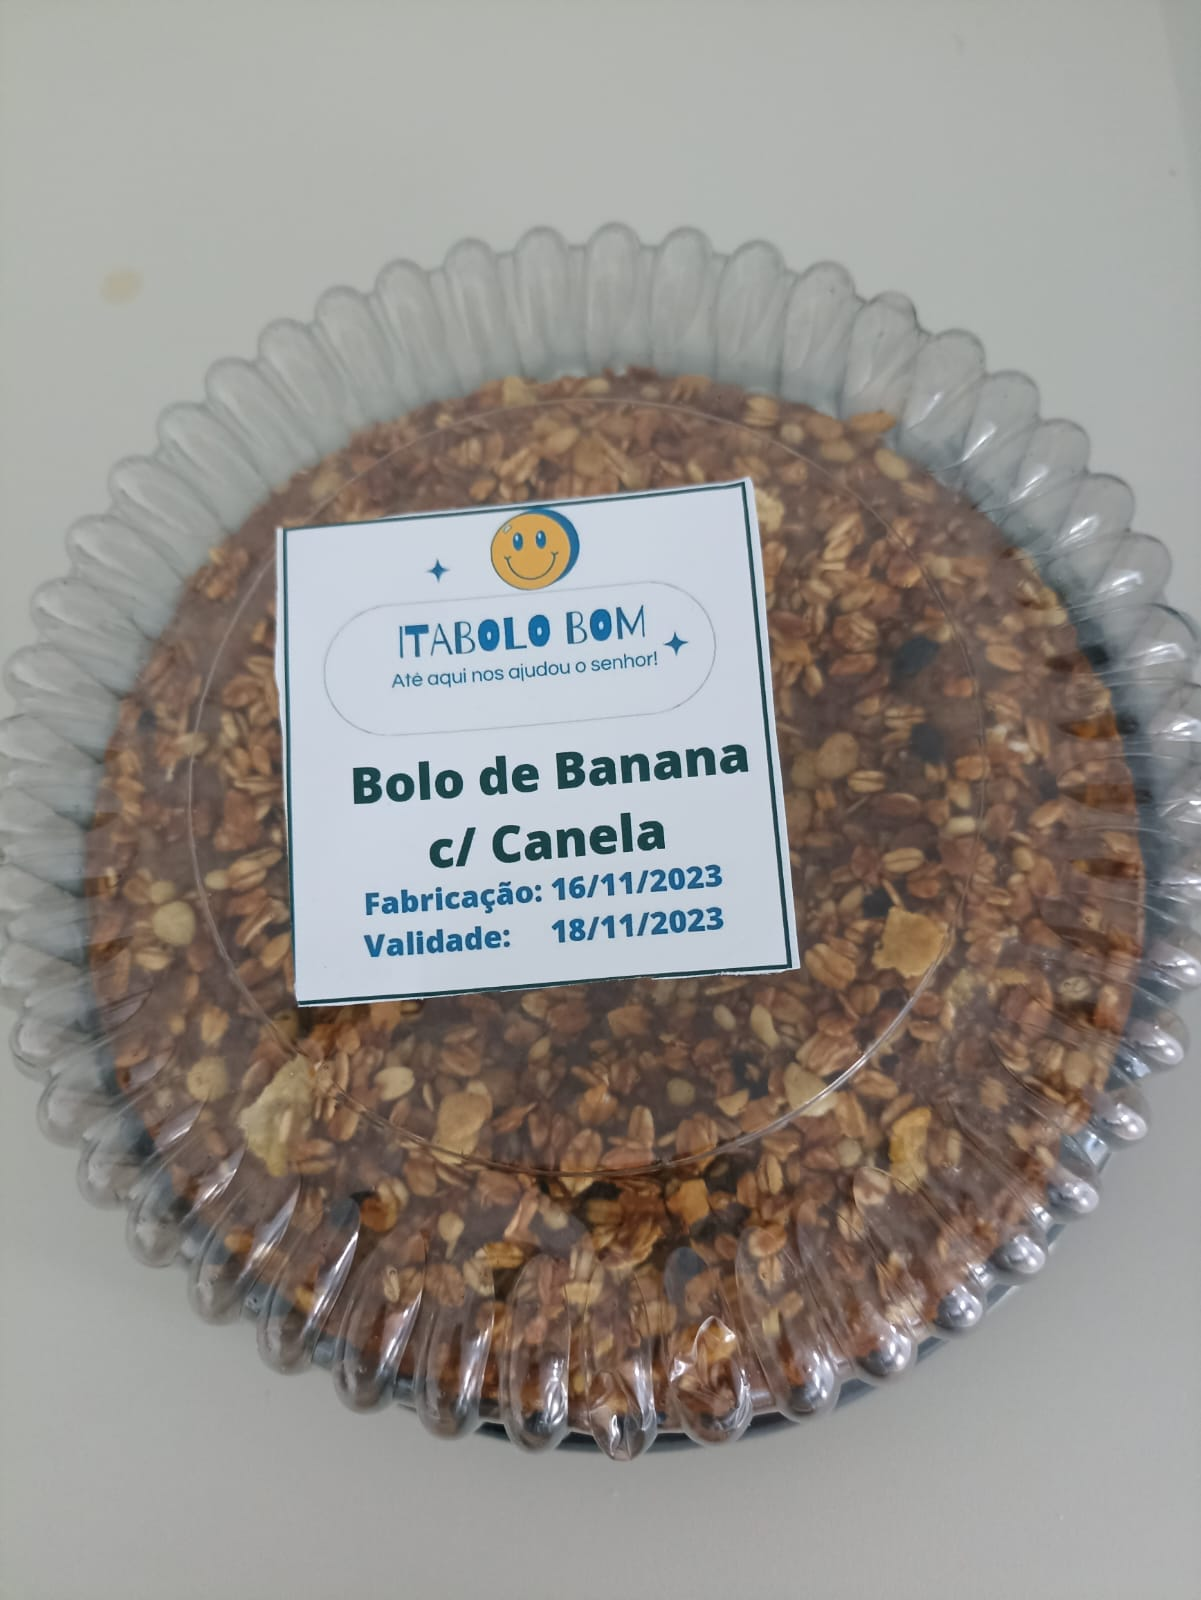 ITABOLO BOM
Até aqui nos ajudou o senhor!
Bolo de Banana
c/ Canela
Fabricação: 16/11/2023
Validade: 18/11/2023